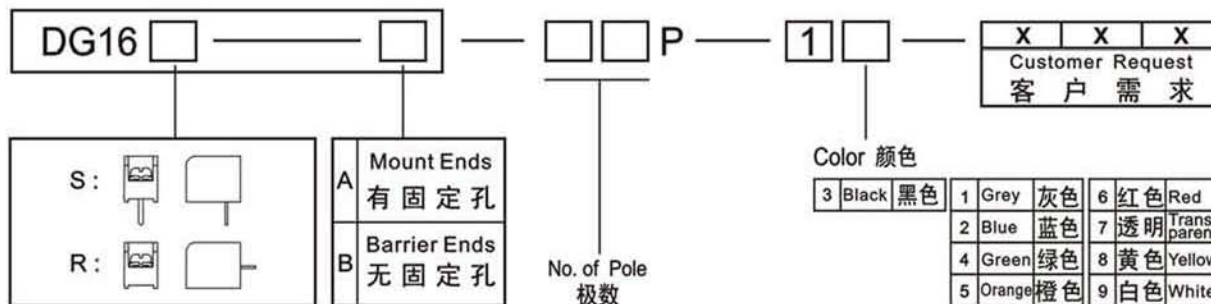 DG16 P 1
X X X
Customer Request
客户需求
S:
R:
A Mount Ends
有固定孔
B Barrier Ends
无固定孔
No. of Pole
极数
Color 颜色
3 Black 黑色
1 Grey 灰色 6 红色 Red
2 Blue 蓝色 7 透明 Trans
paren
4 Green 绿色 8 黄色 Yellow
5 Orange 橙色 9 白色 White